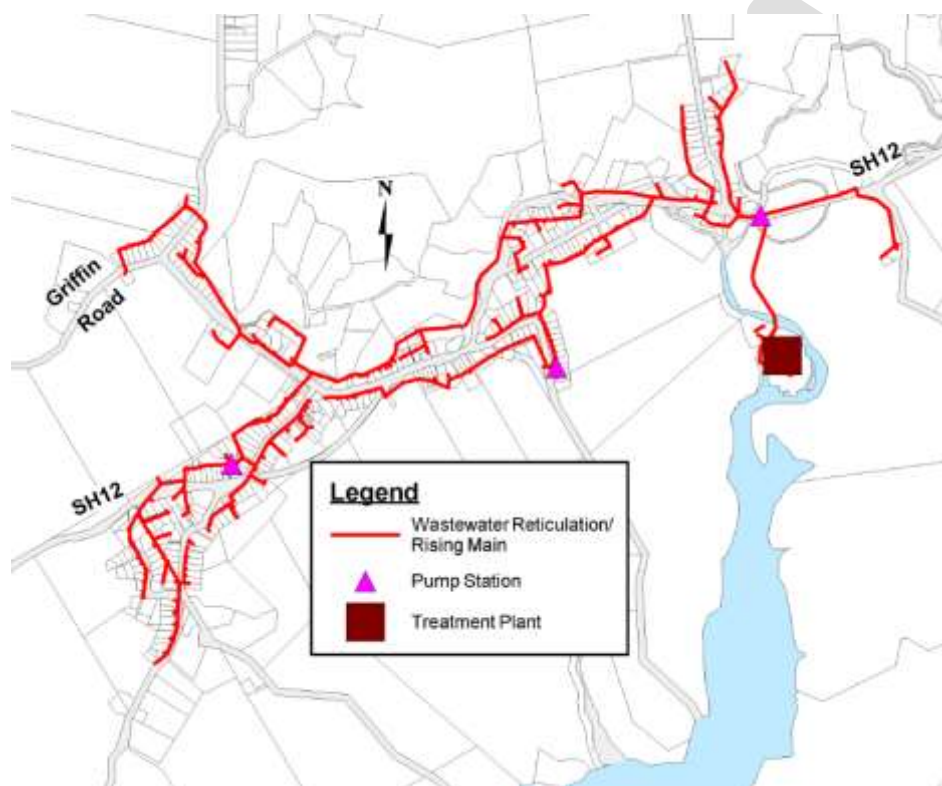 SH12
N
Griffin
Road
SH12
Legend
Wastewater Reticulation/
Rising Main
Pump Station
Treatment Plant